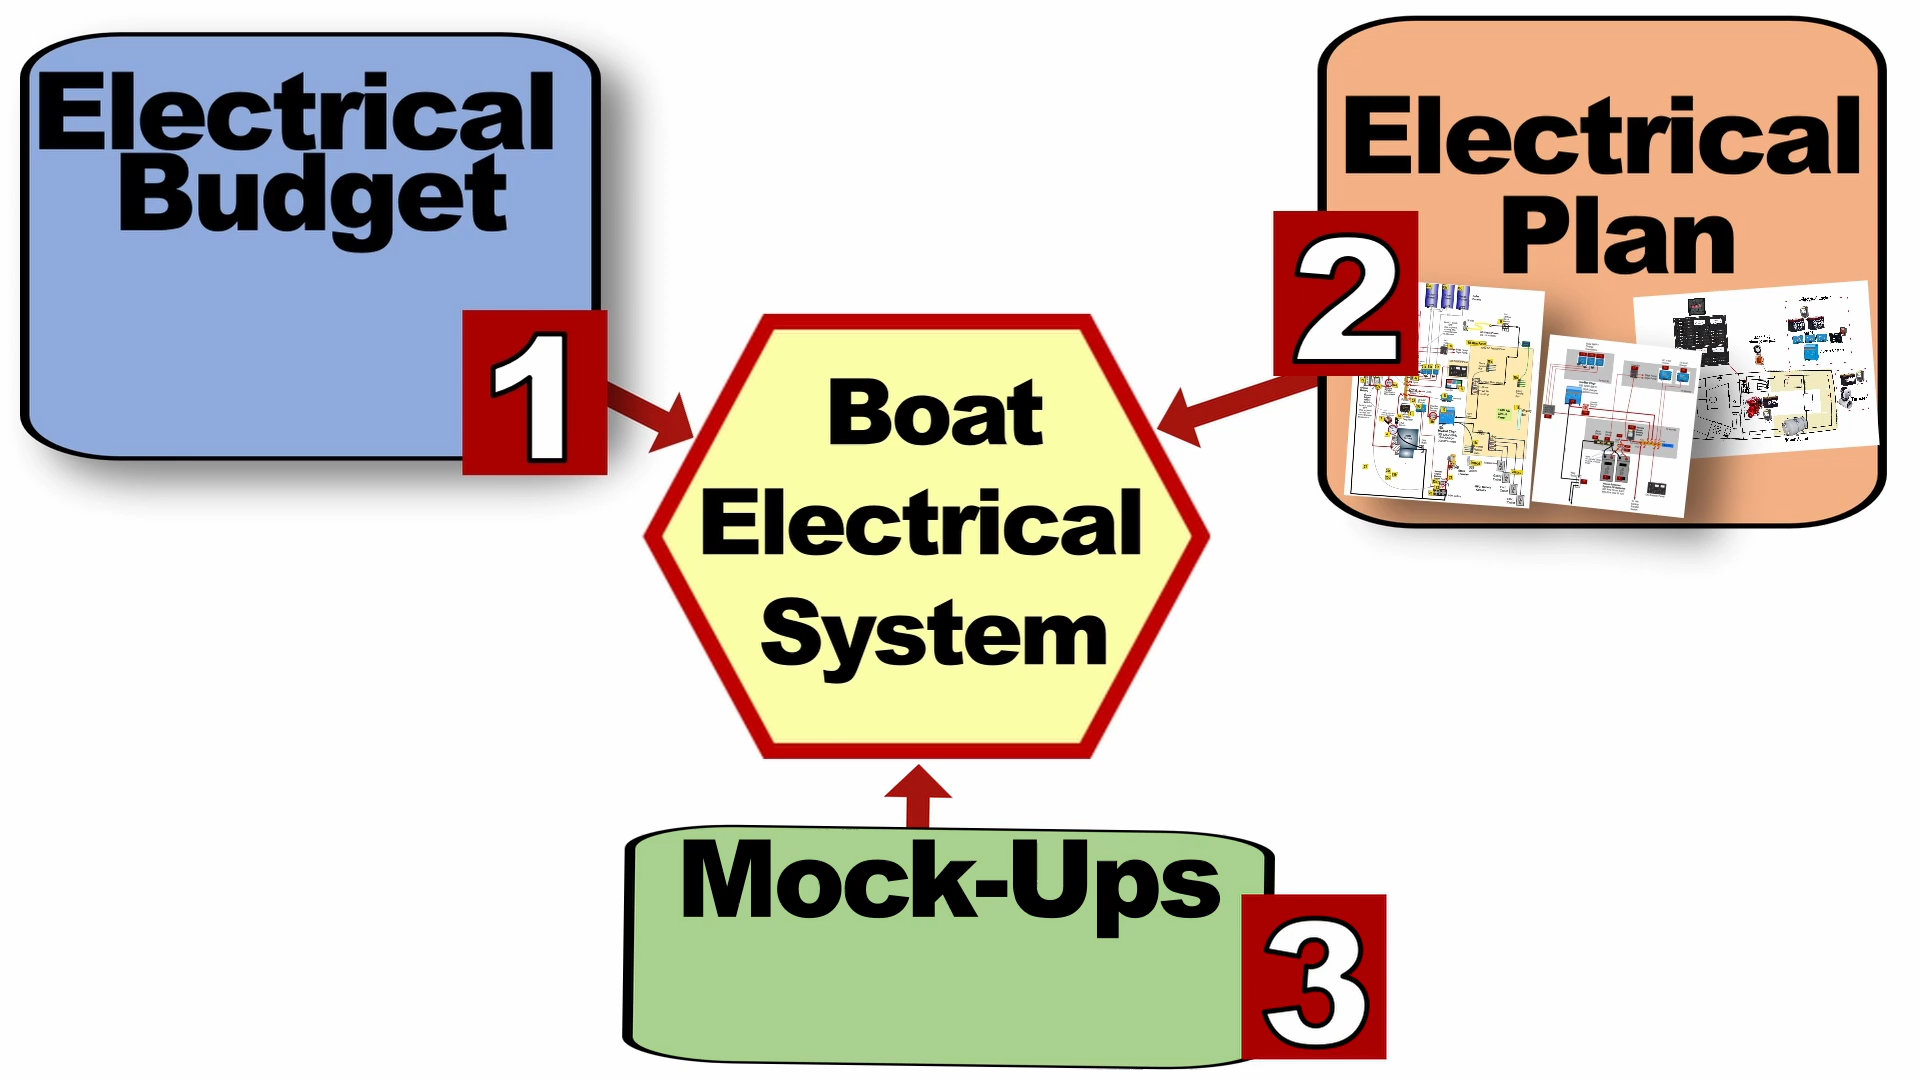 Electrical
Budget
1
Electrical
Plan
2
Boat
Electrical
System
Mock-Ups
3